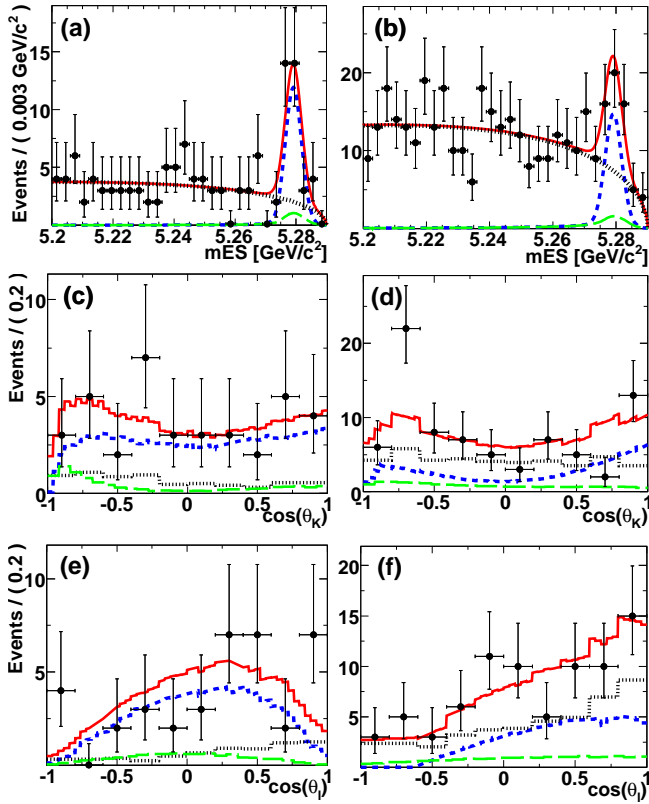 (a)
Events / ( 0.003 GeV/c² )
15
10
5
0
5.2 5.22 5.24 5.26 5.28
mES [GeV/c²]
(b)
20
10
0
5.2 5.22 5.24 5.26 5.28
mES [GeV/c²]
(c)
Events / ( 0.2 )
10
5
0
-1 -0.5 0 0.5 1
cos(θK)
(d)
20
10
0
-1 -0.5 0 0.5 1
cos(θK)
(e)
Events / ( 0.2 )
10
5
0
-1 -0.5 0 0.5 1
cos(θl)
(f)
20
15
10
5
0
-1 -0.5 0 0.5 1
cos(θl)